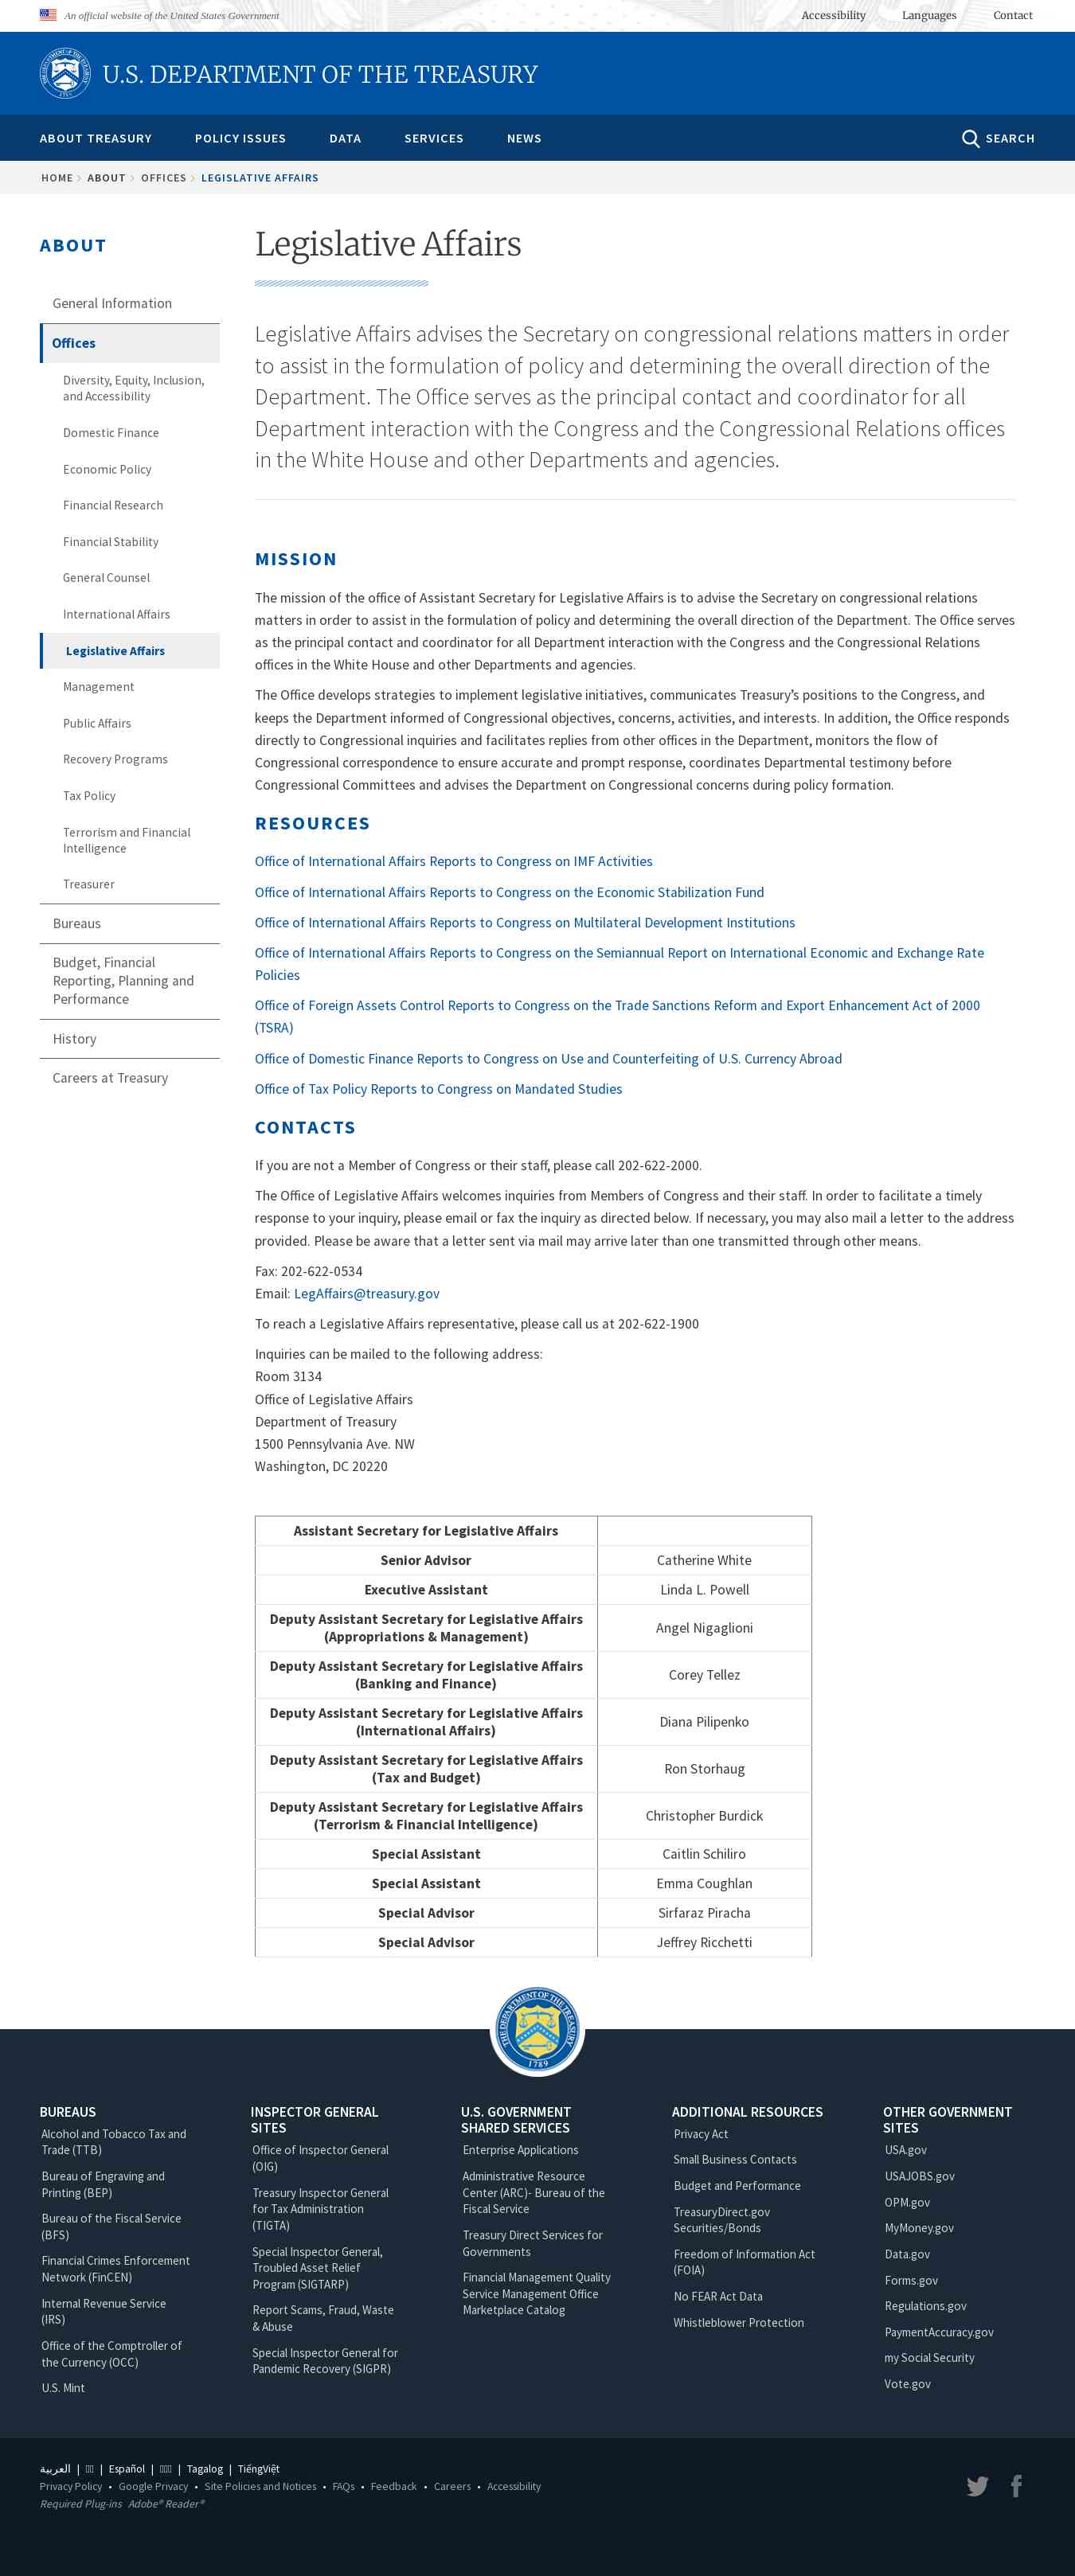 An official website of the United States Government
Accessibility
Languages
Contact
U.S. DEPARTMENT OF THE TREASURY
ABOUT TREASURY
POLICY ISSUES
DATA
SERVICES
NEWS
SEARCH
HOME > ABOUT > OFFICES > LEGISLATIVE AFFAIRS
ABOUT
General Information
Offices
Diversity, Equity, Inclusion,
and Accessibility
Domestic Finance
Economic Policy
Financial Research
Financial Stability
General Counsel
International Affairs
Legislative Affairs
Management
Public Affairs
Recovery Programs
Tax Policy
Terrorism and Financial
Intelligence
Treasurer
Bureaus
Budget, Financial
Reporting, Planning and
Performance
History
Careers at Treasury
Legislative Affairs
Legislative Affairs advises the Secretary on congressional relations matters in order
to assist in the formulation of policy and determining the overall direction of the
Department. The Office serves as the principal contact and coordinator for all
Department interaction with the Congress and the Congressional Relations offices
in the White House and other Departments and agencies.
MISSION
The mission of the office of Assistant Secretary for Legislative Affairs is to advise the Secretary on congressional relations
matters in order to assist in the formulation of policy and determining the overall direction of the Department. The Office serves
as the principal contact and coordinator for all Department interaction with the Congress and the Congressional Relations
offices in the White House and other Departments and agencies.
The Office develops strategies to implement legislative initiatives, communicates Treasury’s positions to the Congress, and
keeps the Department informed of Congressional objectives, concerns, activities, and interests. In addition, the Office responds
directly to Congressional inquiries and facilitates replies from other offices in the Department, monitors the flow of
Congressional correspondence to ensure accurate and prompt response, coordinates Departmental testimony before
Congressional Committees and advises the Department on Congressional concerns during policy formation.
RESOURCES
Office of International Affairs Reports to Congress on IMF Activities
Office of International Affairs Reports to Congress on the Economic Stabilization Fund
Office of International Affairs Reports to Congress on Multilateral Development Institutions
Office of International Affairs Reports to Congress on the Semiannual Report on International Economic and Exchange Rate
Policies
Office of Foreign Assets Control Reports to Congress on the Trade Sanctions Reform and Export Enhancement Act of 2000
(TSRA)
Office of Domestic Finance Reports to Congress on Use and Counterfeiting of U.S. Currency Abroad
Office of Tax Policy Reports to Congress on Mandated Studies
CONTACTS
If you are not a Member of Congress or their staff, please call 202-622-2000.
The Office of Legislative Affairs welcomes inquiries from Members of Congress and their staff. In order to facilitate a timely
response to your inquiry, please email or fax the inquiry as directed below. If necessary, you may also mail a letter to the address
provided. Please be aware that a letter sent via mail may arrive later than one transmitted through other means.
Fax: 202-622-0534
Email: LegAffairs@treasury.gov
To reach a Legislative Affairs representative, please call us at 202-622-1900
Inquiries can be mailed to the following address:
Room 3134
Office of Legislative Affairs
Department of Treasury
1500 Pennsylvania Ave. NW
Washington, DC 20220
Assistant Secretary for Legislative Affairs
Senior Advisor
Catherine White
Executive Assistant
Linda L. Powell
Deputy Assistant Secretary for Legislative Affairs
(Appropriations & Management)
Angel Nigaglioni
Deputy Assistant Secretary for Legislative Affairs
(Banking and Finance)
Corey Tellez
Deputy Assistant Secretary for Legislative Affairs
(International Affairs)
Diana Pilipenko
Deputy Assistant Secretary for Legislative Affairs
(Tax and Budget)
Ron Storhaug
Deputy Assistant Secretary for Legislative Affairs
(Terrorism & Financial Intelligence)
Christopher Burdick
Special Assistant
Caitlin Schiliro
Special Assistant
Emma Coughlan
Special Advisor
Sirfaraz Piracha
Special Advisor
Jeffrey Ricchetti
THE DEPARTMENT OF THE TREASURY
1789
BUREAUS
Alcohol and Tobacco Tax and
Trade (TTB)
Bureau of Engraving and
Printing (BEP)
Bureau of the Fiscal Service
(BFS)
Financial Crimes Enforcement
Network (FinCEN)
Internal Revenue Service
(IRS)
Office of the Comptroller of
the Currency (OCC)
U.S. Mint
INSPECTOR GENERAL
SITES
Office of Inspector General
(OIG)
Treasury Inspector General
for Tax Administration
(TIGTA)
Special Inspector General,
Troubled Asset Relief
Program (SIGTARP)
Report Scams, Fraud, Waste
& Abuse
Special Inspector General for
Pandemic Recovery (SIGPR)
U.S. GOVERNMENT
SHARED SERVICES
Enterprise Applications
Administrative Resource
Center (ARC)- Bureau of the
Fiscal Service
Treasury Direct Services for
Governments
Financial Management Quality
Service Management Office
Marketplace Catalog
ADDITIONAL RESOURCES
Privacy Act
Small Business Contacts
Budget and Performance
TreasuryDirect.gov
Securities/Bonds
Freedom of Information Act
(FOIA)
No FEAR Act Data
Whistleblower Protection
OTHER GOVERNMENT
SITES
USA.gov
USAJOBS.gov
OPM.gov
MyMoney.gov
Data.gov
Forms.gov
Regulations.gov
PaymentAccuracy.gov
my Social Security
Vote.gov
العربية | | Español | | Tagalog | TiếngViệt
Privacy Policy • Google Privacy • Site Policies and Notices • FAQs • Feedback • Careers • Accessibility
Required Plug-ins Adobe® Reader®